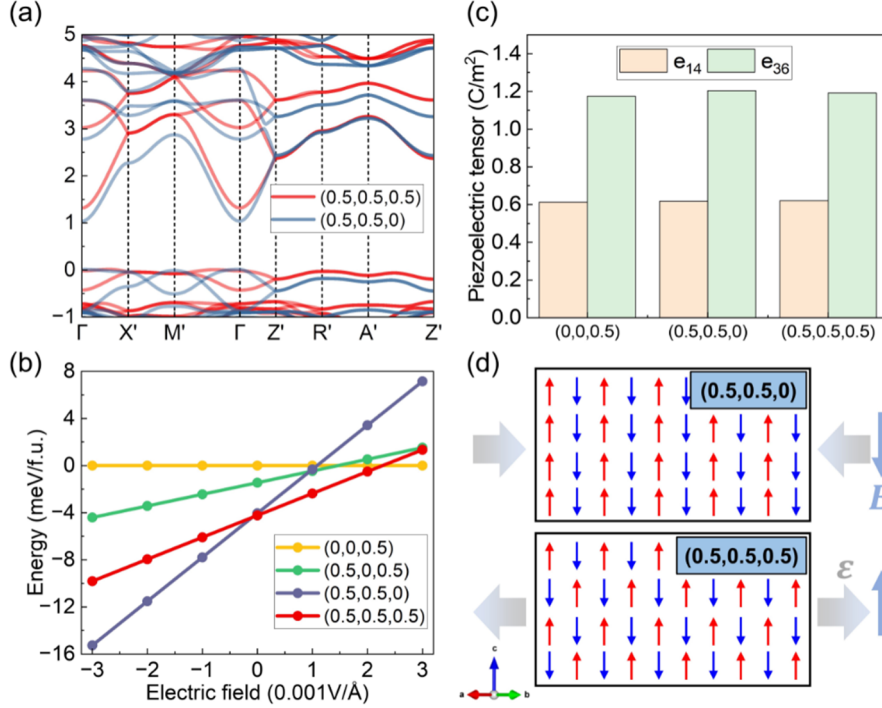 (a)
5
4
3
2
1
0
−1
(0.5,0.5,0.5)
(0.5,0.5,0)
Γ X' M' Γ Z' R' A' Z'
(b)
8
4
0
-4
-8
-12
-16
Energy (meV/f.u.)
(0,0,0.5)
(0.5,0,0.5)
(0.5,0.5,0)
(0.5,0.5,0.5)
-3 -2 -1 0 1 2 3
Electric field (0.001V/Å)
(c)
1.4
1.2
1.0
0.8
0.6
0.4
0.2
0.0
Piezoelectric tensor (C/m²)
e₁₄ e₃₆
(0,0,0.5) (0.5,0.5,0) (0.5,0.5,0.5)
(d)
(0.5,0.5,0)
(0.5,0.5,0.5)
ε
c
a b